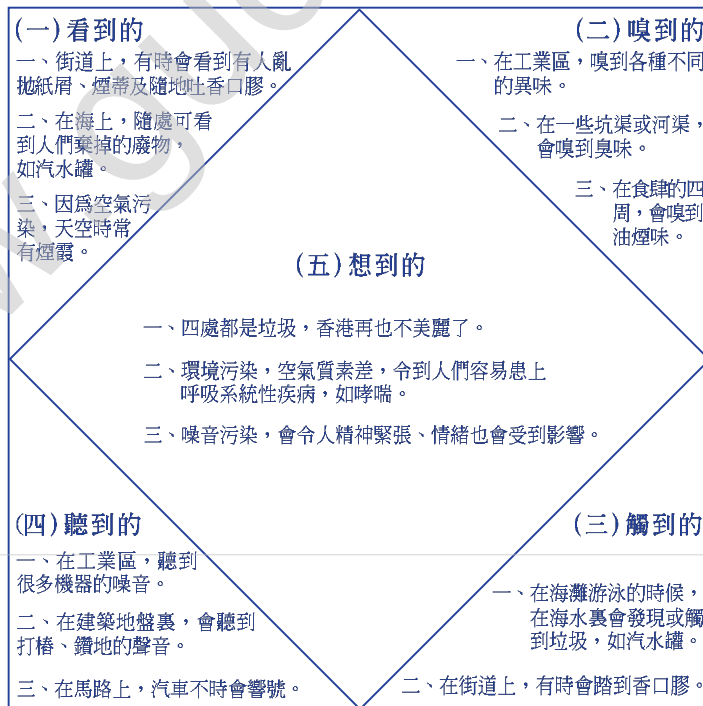 (一)看到的
一、街道上，有時會看到有人亂
拋紙屑、煙蒂及隨地吐香口膠。
二、在海上，隨處可看
到人們棄掉的廢物，
如汽水罐。
三、因爲空氣污
染，天空時常
有煙霞。
(二)嗅到的
一、在工業區，嗅到各種不同
的異味。
二、在一些坑渠或河渠，
會嗅到臭味。
三、在食肆的四
周，會嗅到
油煙味。
(五)想到的
一、四處都是垃圾，香港再也不美麗了。
二、環境污染，空氣質素差，令到人們容易患上
呼吸系統性疾病，如哮喘。
三、噪音污染，會令人精神緊張、情緒也會受到影響。
(四)聽到的
一、在工業區，聽到
很多機器的噪音。
二、在建築地盤裏，會聽到
打樁、鑽地的聲音。
三、在馬路上，汽車不時會響號。
(三)觸到的
一、在海灘游泳的時候，
在海水裏會發現或觸
到垃圾，如汽水罐。
二、在街道上，有時會踏到香口膠。